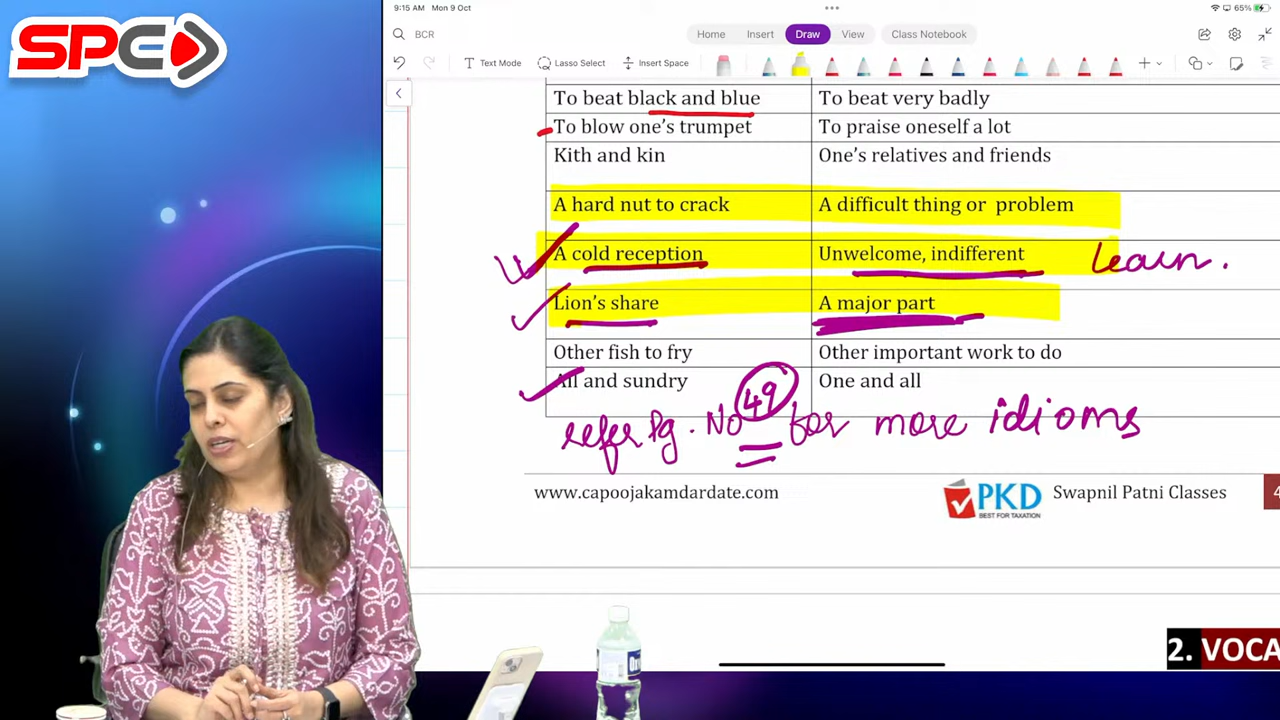 9:15 AM Mon 9 Oct
65%
SPC
BCR
Home Insert Draw View Class Notebook
Text Mode Lasso Select Insert Space
To beat black and blue To beat very badly
To blow one's trumpet To praise oneself a lot
Kith and kin One's relatives and friends
A hard nut to crack A difficult thing or problem
A cold reception Unwelcome, indifferent learn.
Lion's share A major part
Other fish to fry Other important work to do
All and sundry One and all
refer Pg. No 49 for more idioms
www.capoojakamdardate.com PKD Swapnil Patni Classes 4
BEST FOR TAXATION
2. VOCA